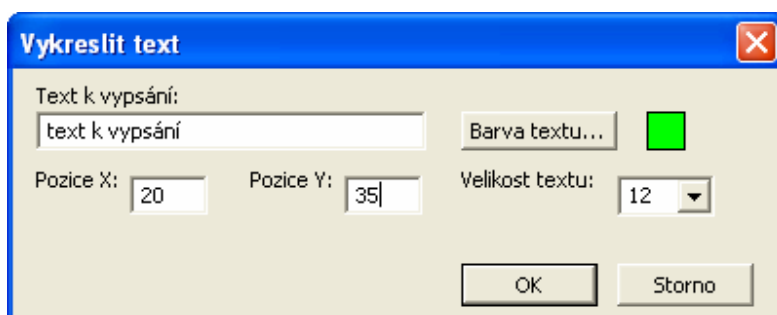 Vykreslit text
Text k vypsání:
text k vypsání
Barva textu...
Pozice X: 20 Pozice Y: 35 Velikost textu: 12
OK Storno